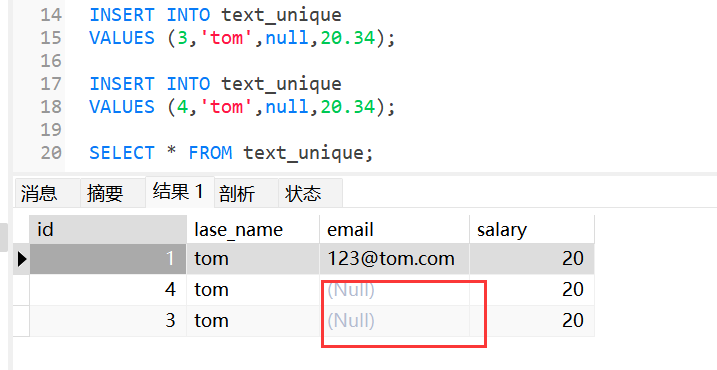 14 INSERT INTO text_unique
15 VALUES (3,'tom',null,20.34);
16
17 INSERT INTO text_unique
18 VALUES (4,'tom',null,20.34);
19
20 SELECT * FROM text_unique;
消息 摘要 结果 1 剖析 状态
id lase_name email salary
1 tom 123@tom.com 20
4 tom (Null) 20
3 tom (Null) 20